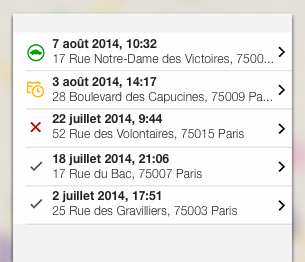 7 août 2014, 10:32
17 Rue Notre-Dame des Victoires, 7500...
3 août 2014, 14:17
28 Boulevard des Capucines, 75009 Pa...
22 juillet 2014, 9:44
52 Rue des Volontaires, 75015 Paris
18 juillet 2014, 21:06
17 Rue du Bac, 75007 Paris
2 juillet 2014, 17:51
25 Rue des Gravilliers, 75003 Paris